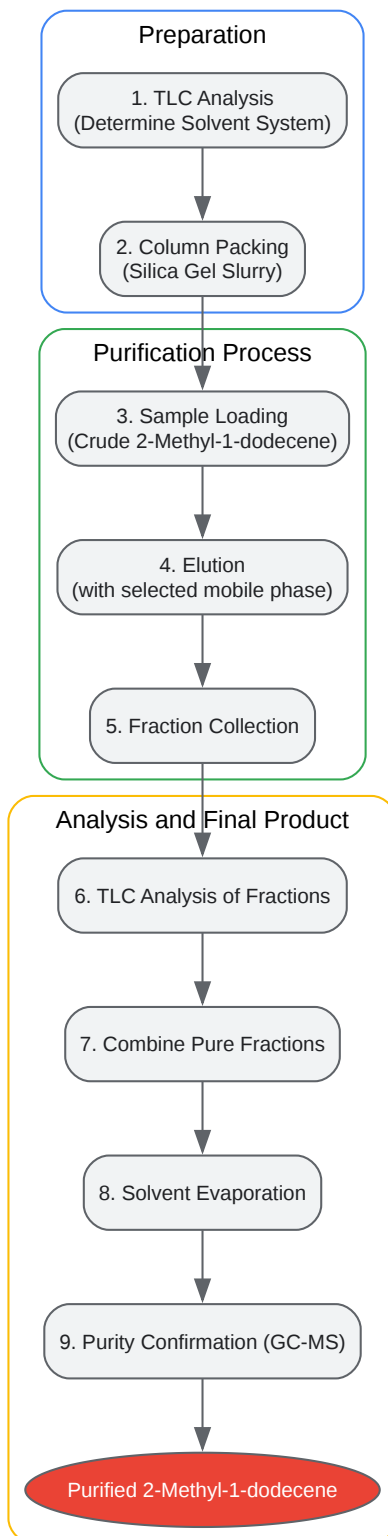 Preparation
1. TLC Analysis
(Determine Solvent System)
2. Column Packing
(Silica Gel Slurry)
Purification Process
3. Sample Loading
(Crude 2-Methyl-1-dodecene)
4. Elution
(with selected mobile phase)
5. Fraction Collection
Analysis and Final Product
6. TLC Analysis of Fractions
7. Combine Pure Fractions
8. Solvent Evaporation
9. Purity Confirmation (GC-MS)
Purified 2-Methyl-1-dodecene